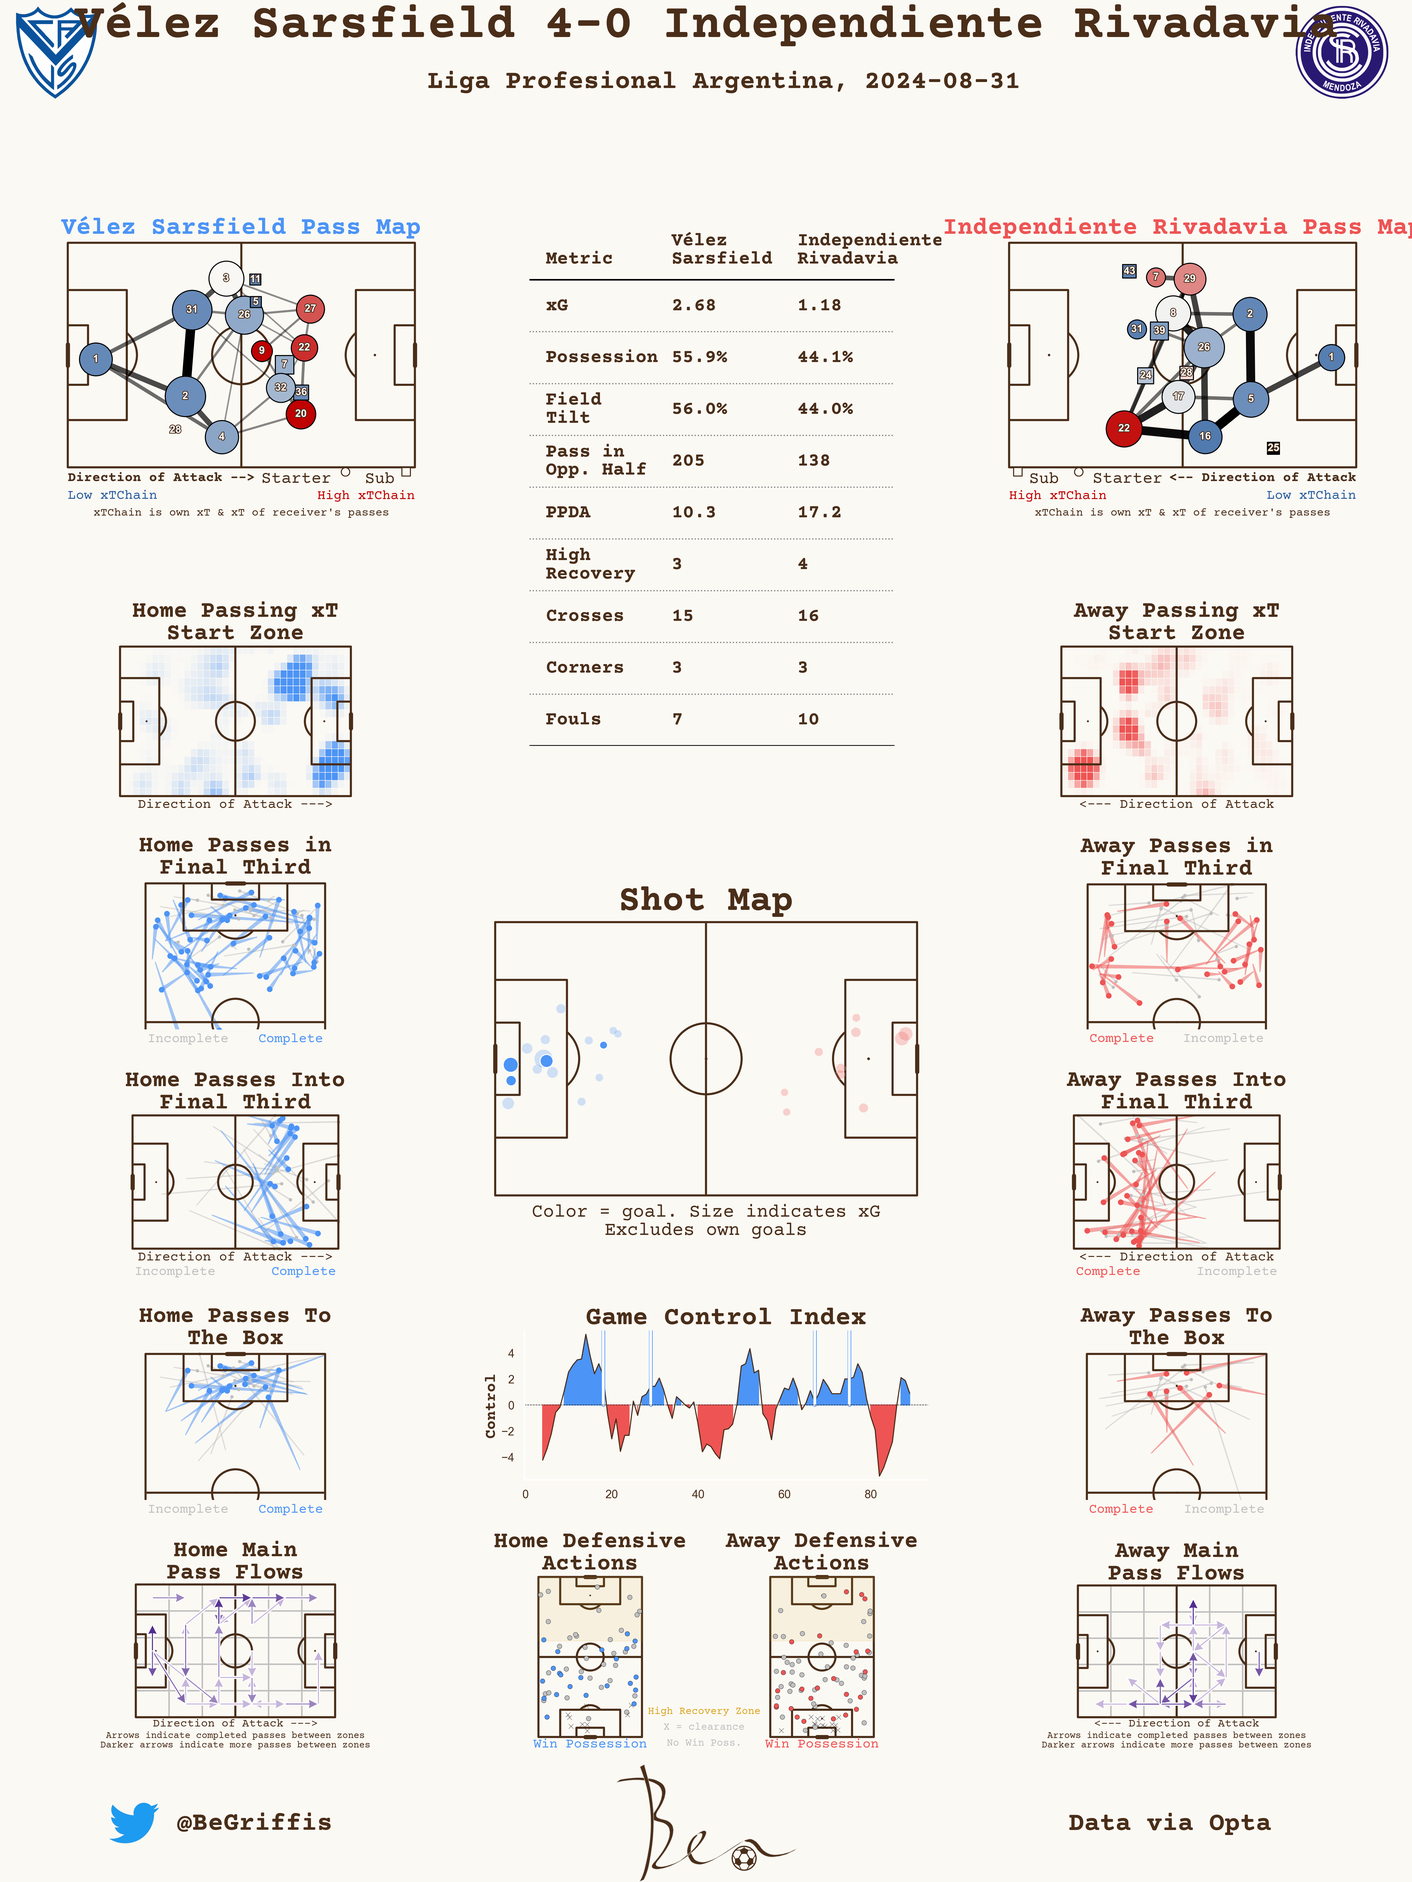 Vélez Sarsfield 4-0 Independiente Rivadavia
Liga Profesional Argentina, 2024-08-31
INDEPENDIENTE RIVADAVIA
MENDOZA
Vélez Sarsfield Pass Map
3
11
31
5
26
27
9
22
1
7
32
36
2
20
28
4
Direction of Attack --> Starter Sub
Low xTChain High xTChain
xTChain is own xT & xT of receiver's passes
Metric Vélez Sarsfield Independiente Rivadavia
xG 2.68 1.18
Possession 55.9% 44.1%
Field Tilt 56.0% 44.0%
Pass in Opp. Half 205 138
PPDA 10.3 17.2
High Recovery 3 4
Crosses 15 16
Corners 3 3
Fouls 7 10
Independiente Rivadavia Pass Map
43
7
29
8
2
31
39
26
1
24
28
17
5
22
16
25
Sub Starter <-- Direction of Attack
High xTChain Low xTChain
xTChain is own xT & xT of receiver's passes
Home Passing xT
Start Zone
Direction of Attack --->
Away Passing xT
Start Zone
<--- Direction of Attack
Home Passes in
Final Third
Incomplete Complete
Away Passes in
Final Third
Complete Incomplete
Shot Map
Color = goal. Size indicates xG
Excludes own goals
Home Passes Into
Final Third
Direction of Attack --->
Incomplete Complete
Away Passes Into
Final Third
<--- Direction of Attack
Complete Incomplete
Home Passes To
The Box
Incomplete Complete
Game Control Index
Control
4
2
0
−2
−4
0 20 40 60 80
Away Passes To
The Box
Complete Incomplete
Home Main
Pass Flows
Direction of Attack --->
Arrows indicate completed passes between zones
Darker arrows indicate more passes between zones
Home Defensive
Actions
Win Possession
Away Defensive
Actions
Win Possession
High Recovery Zone
X = clearance
No Win Poss.
Away Main
Pass Flows
<--- Direction of Attack
Arrows indicate completed passes between zones
Darker arrows indicate more passes between zones
@BeGriffis
Ben
Data via Opta